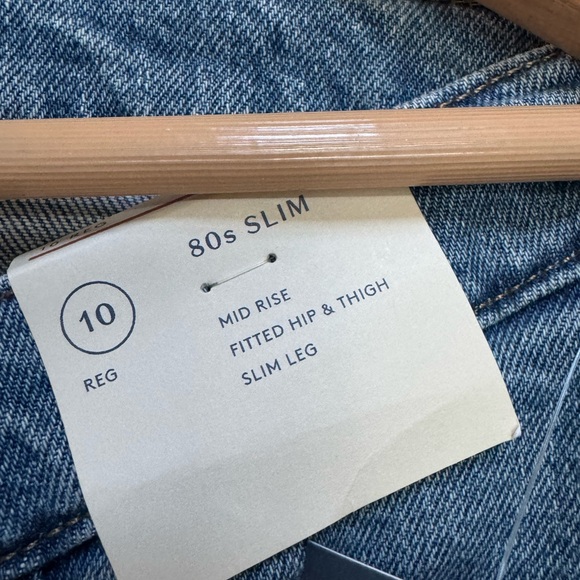 80s SLIM
10
REG
MID RISE
FITTED HIP & THIGH
SLIM LEG